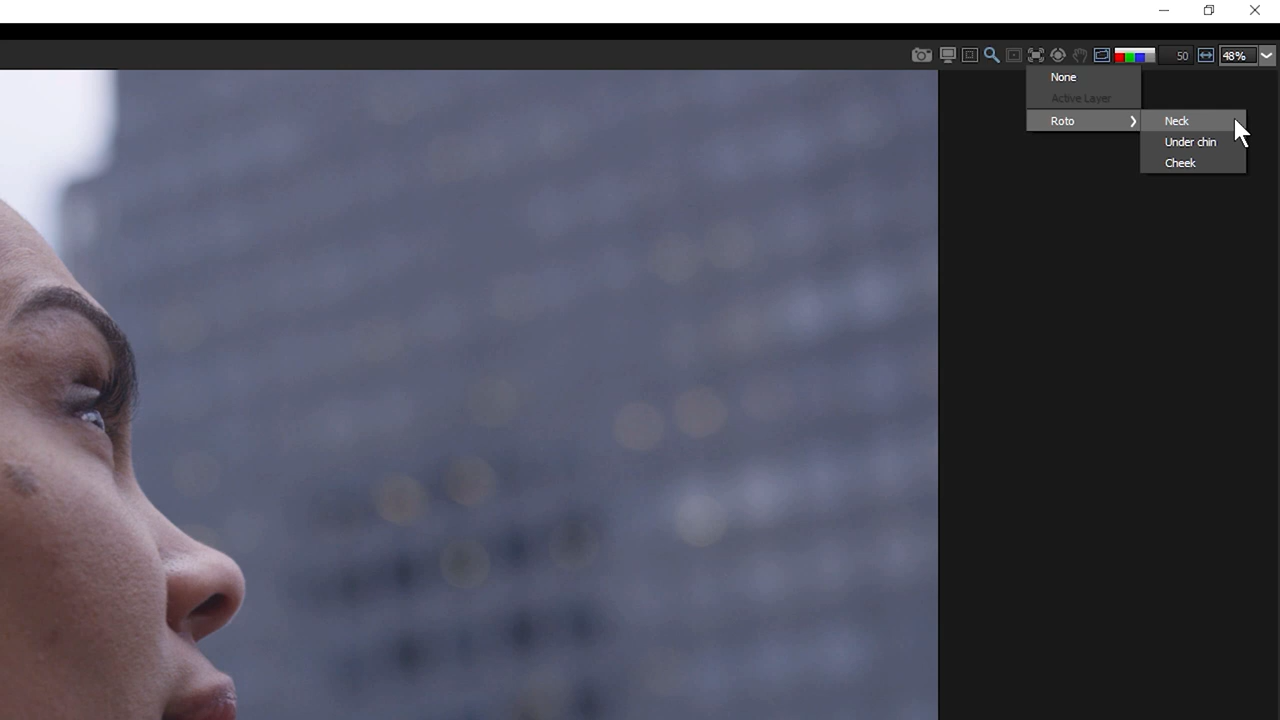 50
48%
None
Active Layer
Roto
Neck
Under chin
Cheek